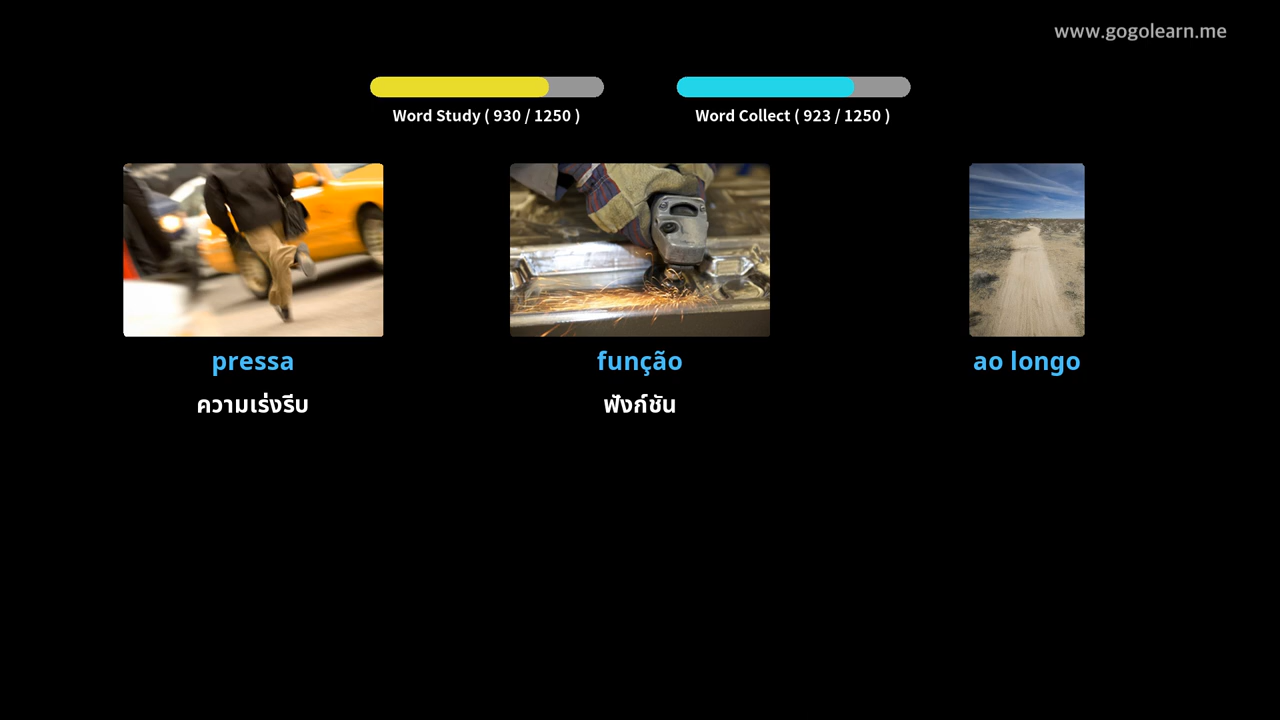 www.gogolearn.me
Word Study ( 930 / 1250 )
Word Collect ( 923 / 1250 )
pressa
função
ao longo
ความเร่งรีบ
ฟังก์ชัน